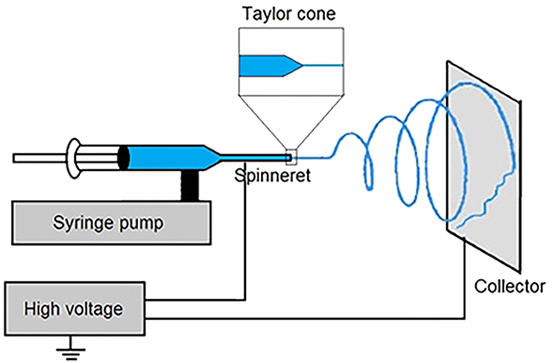 Taylor cone
Spinneret
Syringe pump
High voltage
Collector